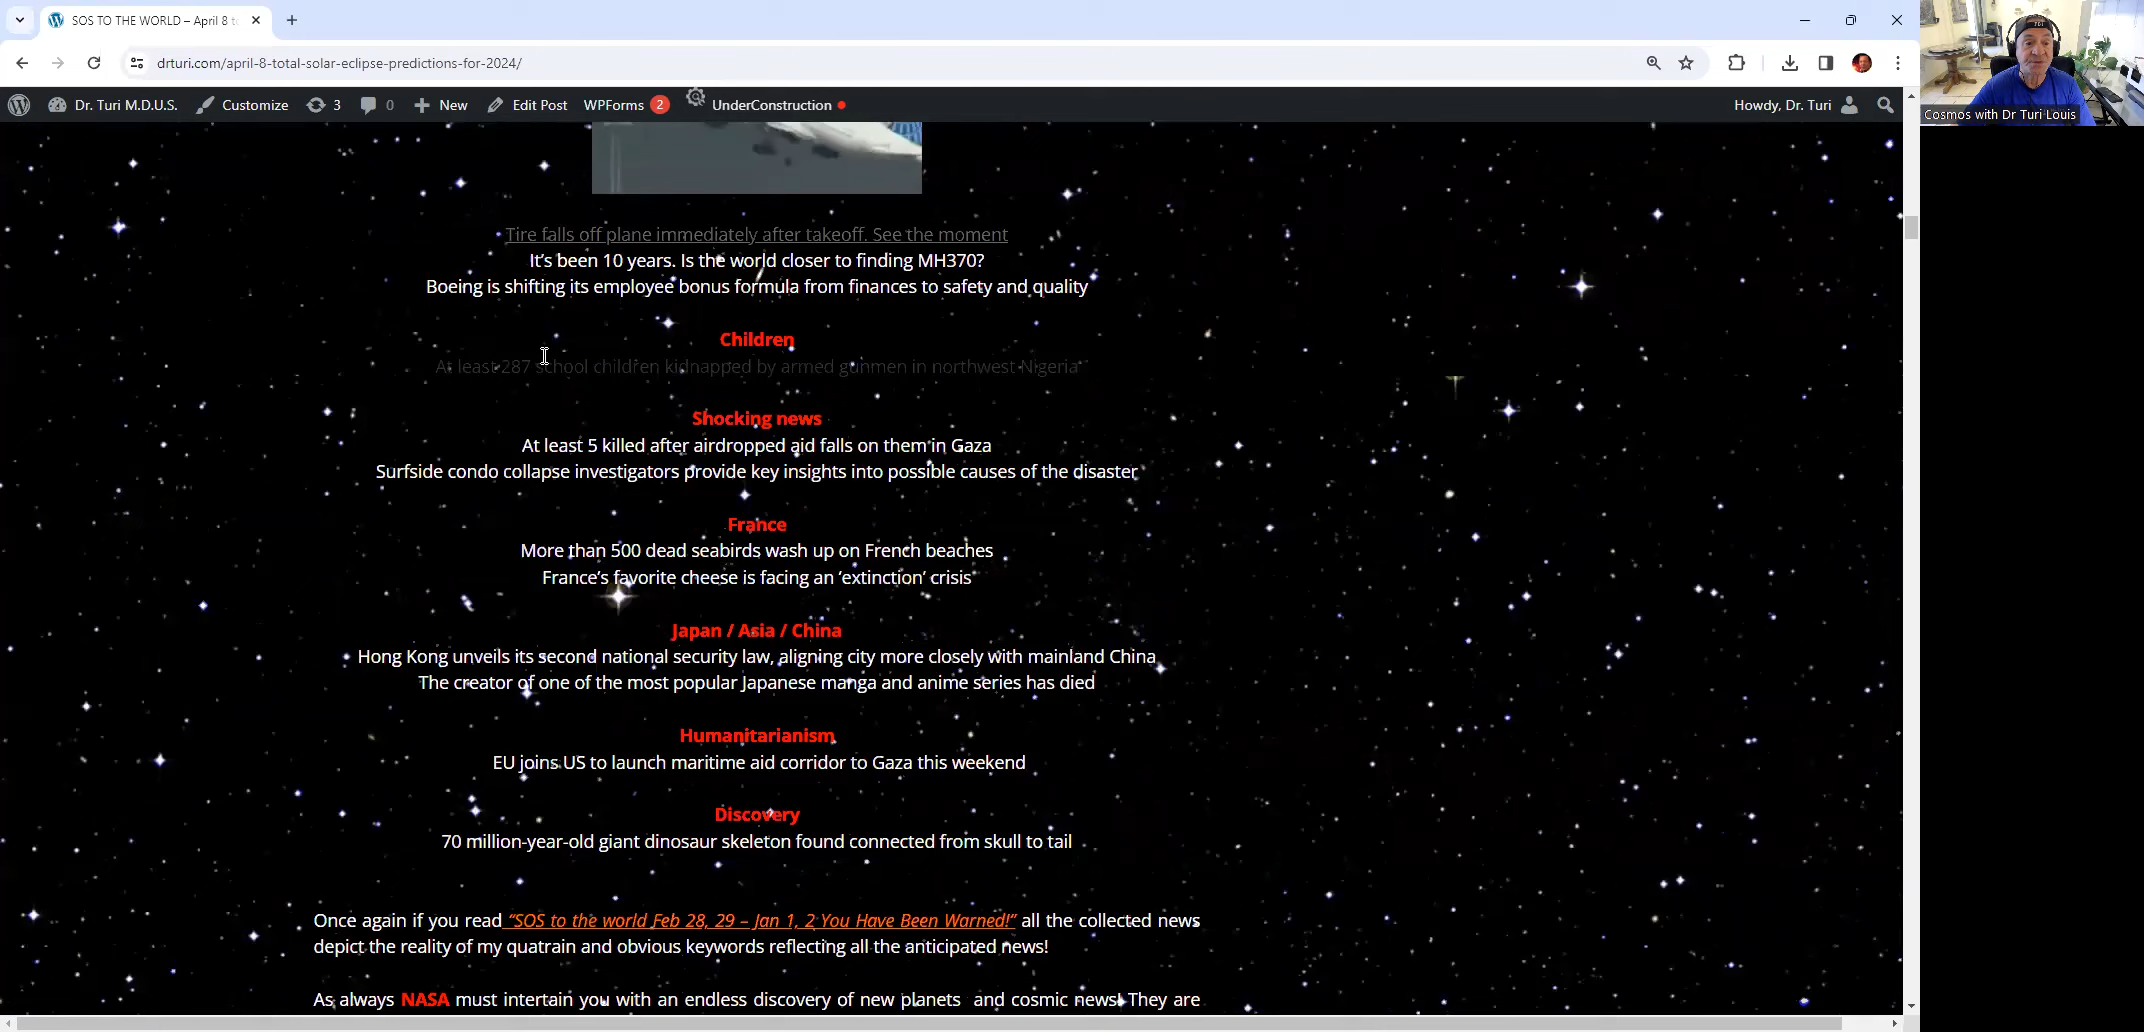 SOS TO THE WORLD – April 8 t
drturi.com/april-8-total-solar-eclipse-predictions-for-2024/
Dr. Turi M.D.U.S. Customize 3 0 New Edit Post WPForms 2 UnderConstruction Howdy, Dr. Turi
Cosmos with Dr Turi Louis
Tire falls off plane immediately after takeoff. See the moment
It's been 10 years. Is the world closer to finding MH370?
Boeing is shifting its employee bonus formula from finances to safety and quality
Children
At least 287 school children kidnapped by armed gunmen in northwest Nigeria
Shocking news
At least 5 killed after airdropped aid falls on them in Gaza
Surfside condo collapse investigators provide key insights into possible causes of the disaster
France
More than 500 dead seabirds wash up on French beaches
France's favorite cheese is facing an 'extinction' crisis
Japan / Asia / China
Hong Kong unveils its second national security law, aligning city more closely with mainland China
The creator of one of the most popular Japanese manga and anime series has died
Humanitarianism
EU joins US to launch maritime aid corridor to Gaza this weekend
Discovery
70 million-year-old giant dinosaur skeleton found connected from skull to tail
Once again if you read "SOS to the world Feb 28, 29 – Jan 1, 2 You Have Been Warned!" all the collected news
depict the reality of my quatrain and obvious keywords reflecting all the anticipated news!
As always NASA must intertain you with an endless discovery of new planets and cosmic news! They are